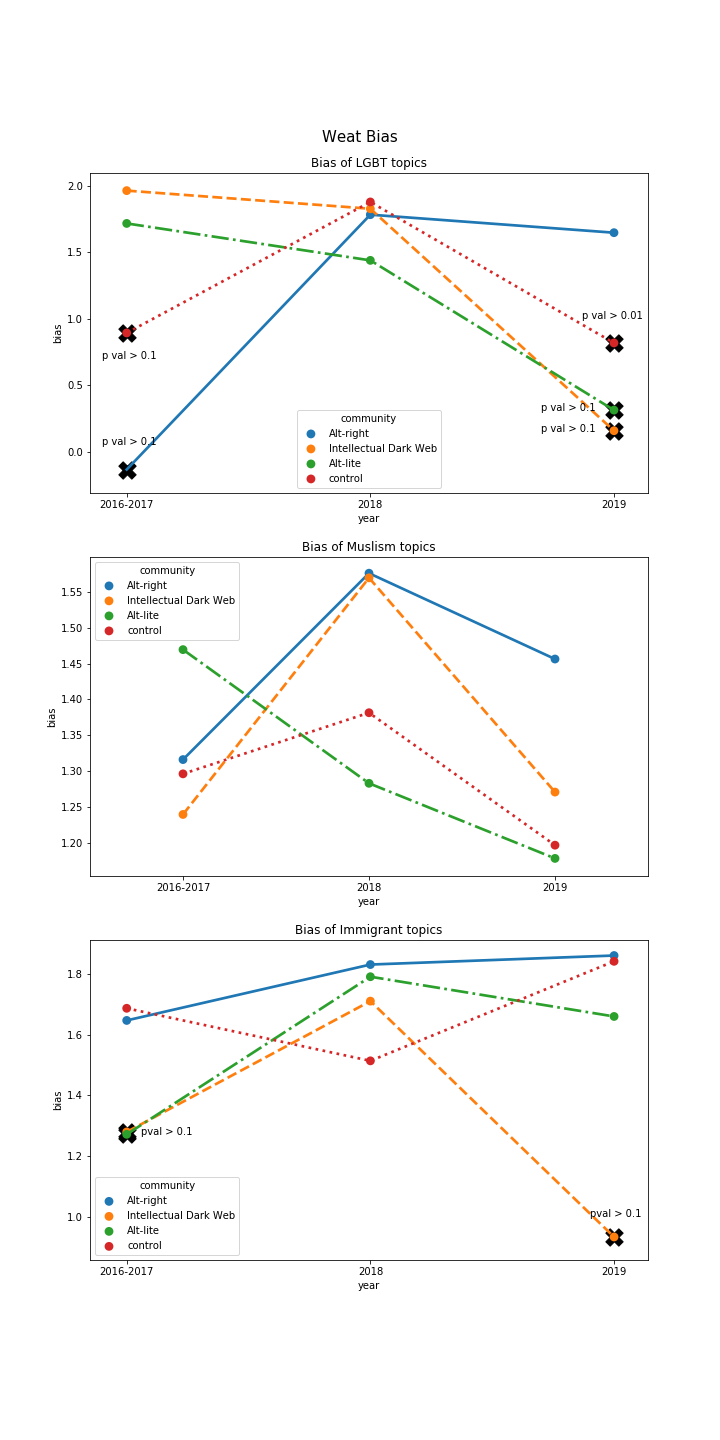 Weat Bias
Bias of LGBT topics
2.0
1.5
1.0
0.5
0.0
bias
p val > 0.1
p val > 0.1
p val > 0.01
p val > 0.1
p val > 0.1
community
Alt-right
Intellectual Dark Web
Alt-lite
control
2016-2017 2018 2019
year
Bias of Muslism topics
community
Alt-right
Intellectual Dark Web
Alt-lite
control
1.55
1.50
1.45
1.40
1.35
1.30
1.25
1.20
bias
2016-2017 2018 2019
year
Bias of Immigrant topics
1.8
1.6
1.4
1.2
1.0
bias
pval > 0.1
pval > 0.1
community
Alt-right
Intellectual Dark Web
Alt-lite
control
2016-2017 2018 2019
year